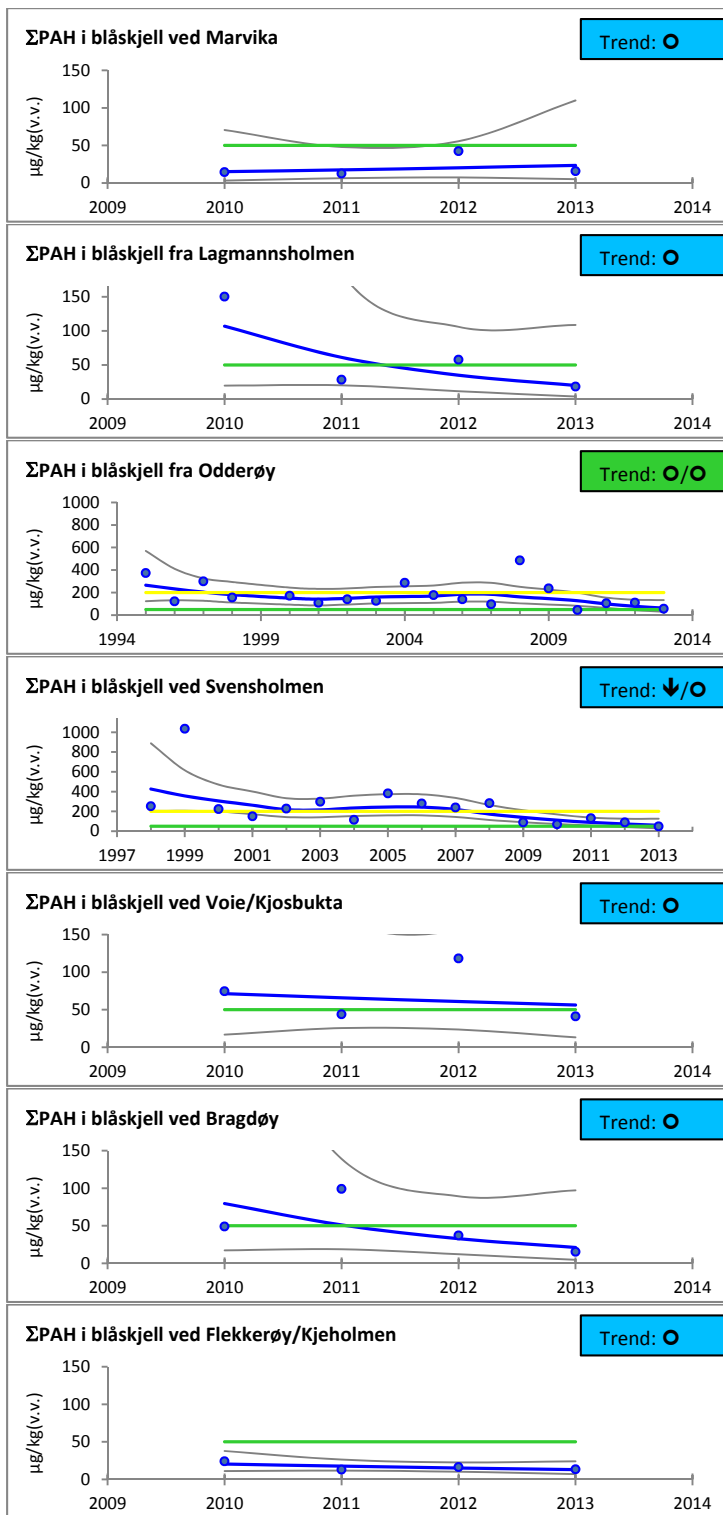 ΣPAH i blåskjell ved Marvika
Trend: O
µg/kg(v.v.)
150
100
50
0
2009 2010 2011 2012 2013 2014
ΣPAH i blåskjell fra Lagmannsholmen
Trend: O
µg/kg(v.v.)
150
100
50
0
2009 2010 2011 2012 2013 2014
ΣPAH i blåskjell fra Odderøy
Trend: O/O
µg/kg(v.v.)
1000
800
600
400
200
0
1994 1999 2004 2009 2014
ΣPAH i blåskjell ved Svensholmen
Trend: 🡻/O
µg/kg(v.v.)
1000
800
600
400
200
0
1997 1999 2001 2003 2005 2007 2009 2011 2013
ΣPAH i blåskjell ved Voie/Kjosbukta
Trend: O
µg/kg(v.v.)
150
100
50
0
2009 2010 2011 2012 2013 2014
ΣPAH i blåskjell ved Bragdøy
Trend: O
µg/kg(v.v.)
150
100
50
0
2009 2010 2011 2012 2013 2014
ΣPAH i blåskjell ved Flekkerøy/Kjeholmen
Trend: O
µg/kg(v.v.)
150
100
50
0
2009 2010 2011 2012 2013 2014